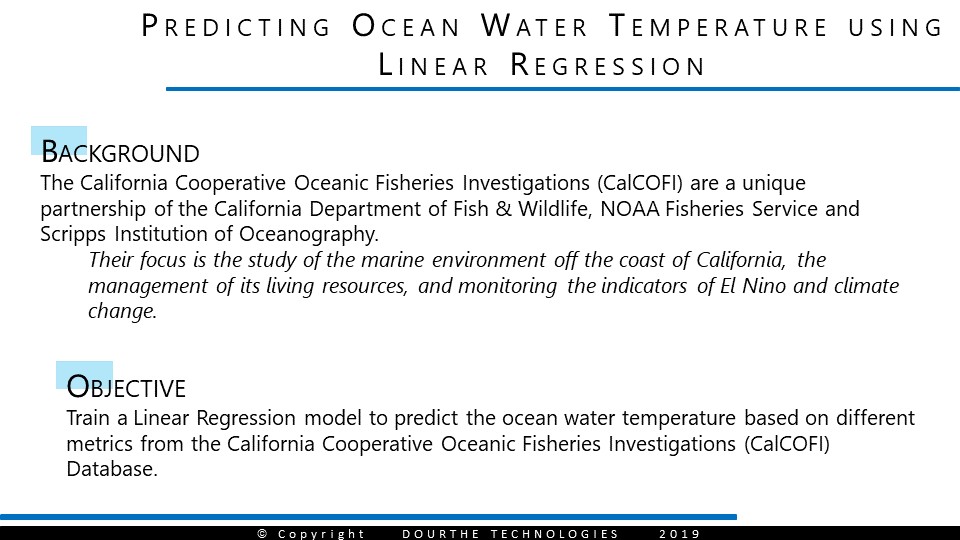 PREDICTING OCEAN WATER TEMPERATURE USING
LINEAR REGRESSION
BACKGROUND
The California Cooperative Oceanic Fisheries Investigations (CalCOFI) are a unique
partnership of the California Department of Fish & Wildlife, NOAA Fisheries Service and
Scripps Institution of Oceanography.
Their focus is the study of the marine environment off the coast of California, the
management of its living resources, and monitoring the indicators of El Nino and climate
change.
OBJECTIVE
Train a Linear Regression model to predict the ocean water temperature based on different
metrics from the California Cooperative Oceanic Fisheries Investigations (CalCOFI)
Database.
© Copyright DOURTHE TECHNOLOGIES 2019